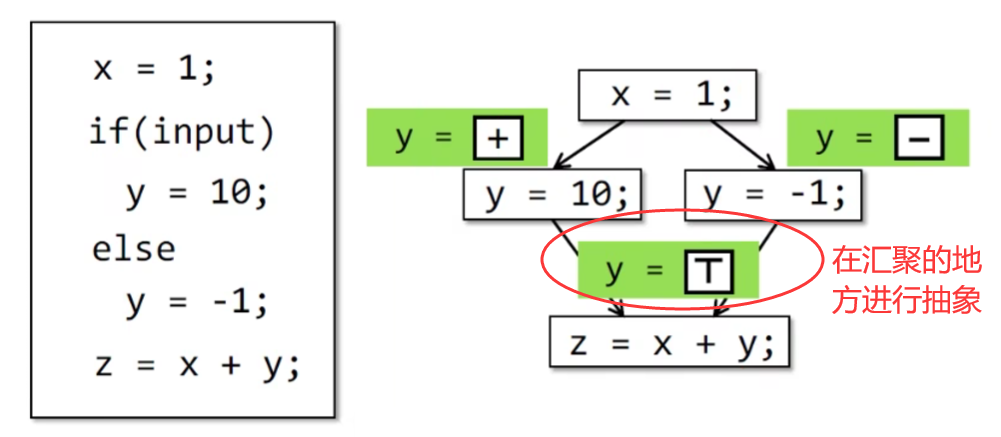 x = 1;
if(input)
y = 10;
else
y = -1;
z = x + y;
x = 1;
y = +
y = −
y = 10;
y = -1;
y = ⊤
在汇聚的地
方进行抽象
z = x + y;